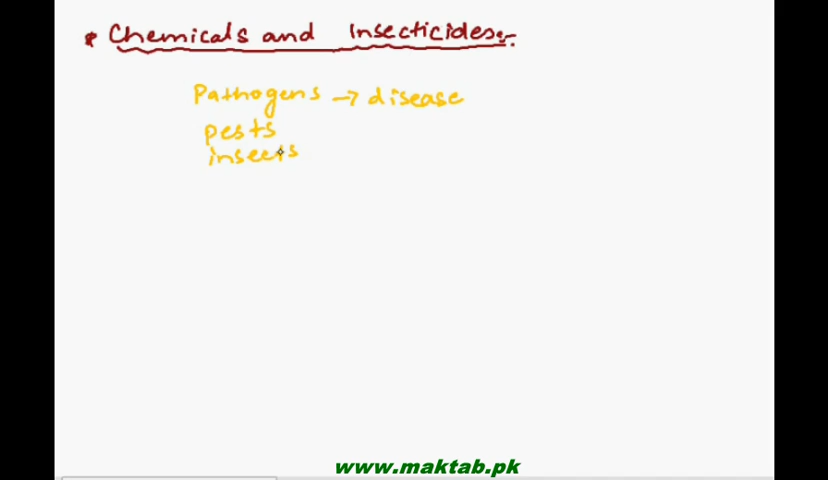 * Chemicals and Insecticides:-
Pathogens → disease
pests
insects
www.maktab.pk